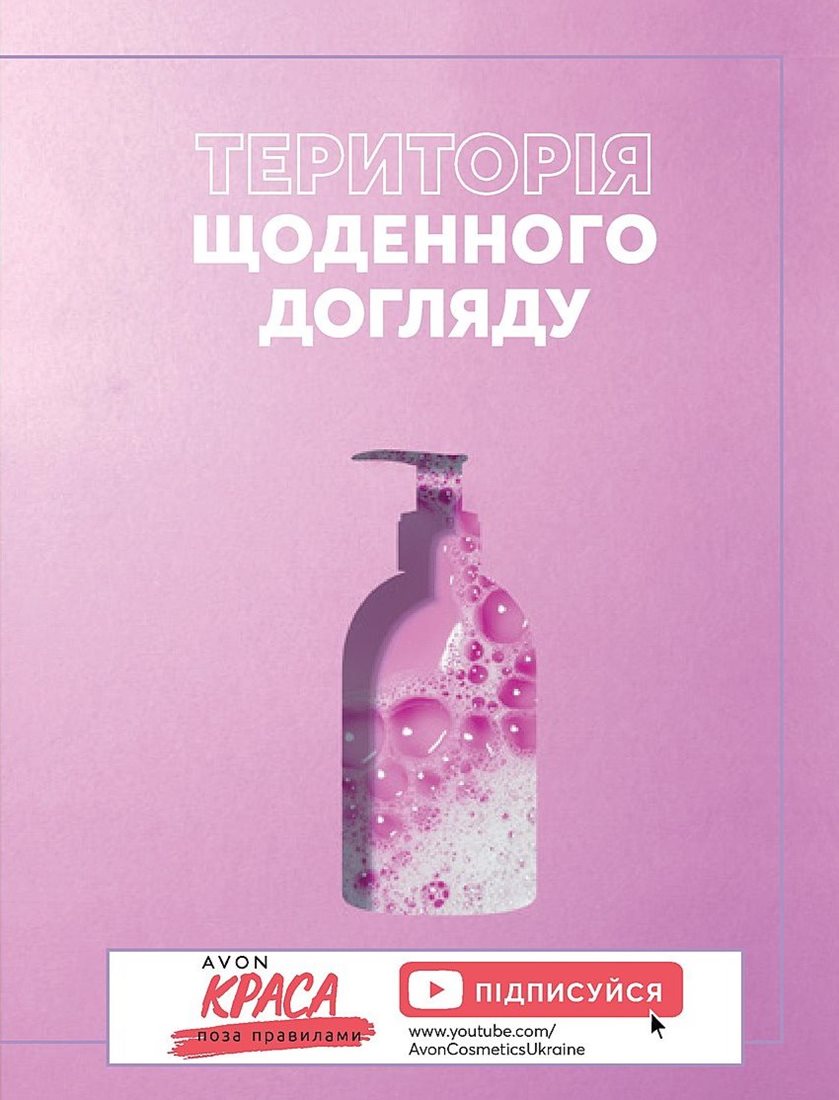 ТЕРИТОРІЯ
ЩОДЕННОГО
ДОГЛЯДУ
AVON
КРАСА
поза правилами
ПІДПИСУЙСЯ
www.youtube.com/
AvonCosmeticsUkraine